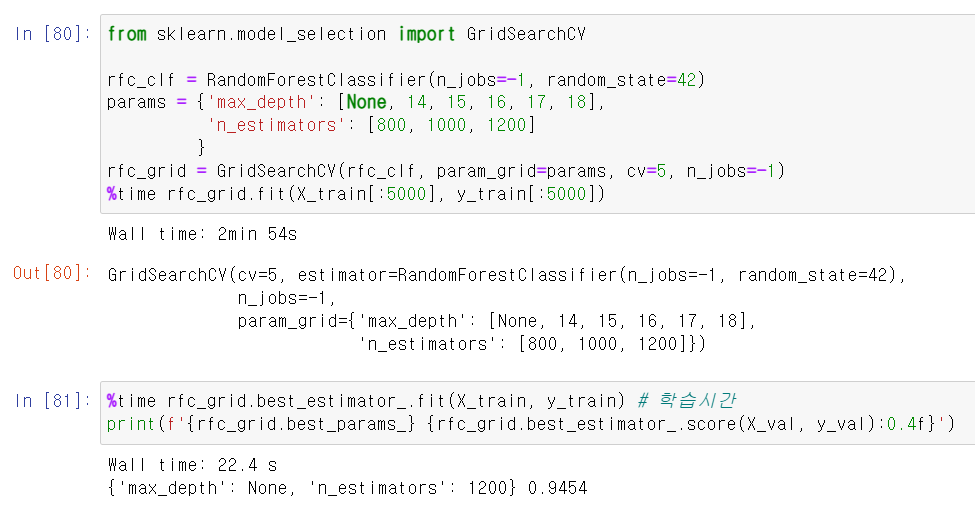 In [80]: from sklearn.model_selection import GridSearchCV
rfc_clf = RandomForestClassifier(n_jobs=-1, random_state=42)
params = {'max_depth': [None, 14, 15, 16, 17, 18],
'n_estimators': [800, 1000, 1200]
}
rfc_grid = GridSearchCV(rfc_clf, param_grid=params, cv=5, n_jobs=-1)
%time rfc_grid.fit(X_train[:5000], y_train[:5000])
Wall time: 2min 54s
Out[80]: GridSearchCV(cv=5, estimator=RandomForestClassifier(n_jobs=-1, random_state=42),
n_jobs=-1,
param_grid={'max_depth': [None, 14, 15, 16, 17, 18],
'n_estimators': [800, 1000, 1200]})
In [81]: %time rfc_grid.best_estimator_.fit(X_train, y_train) # 학습시간
print(f'{rfc_grid.best_params_} {rfc_grid.best_estimator_.score(X_val, y_val):0.4f}')
Wall time: 22.4 s
{'max_depth': None, 'n_estimators': 1200} 0.9454